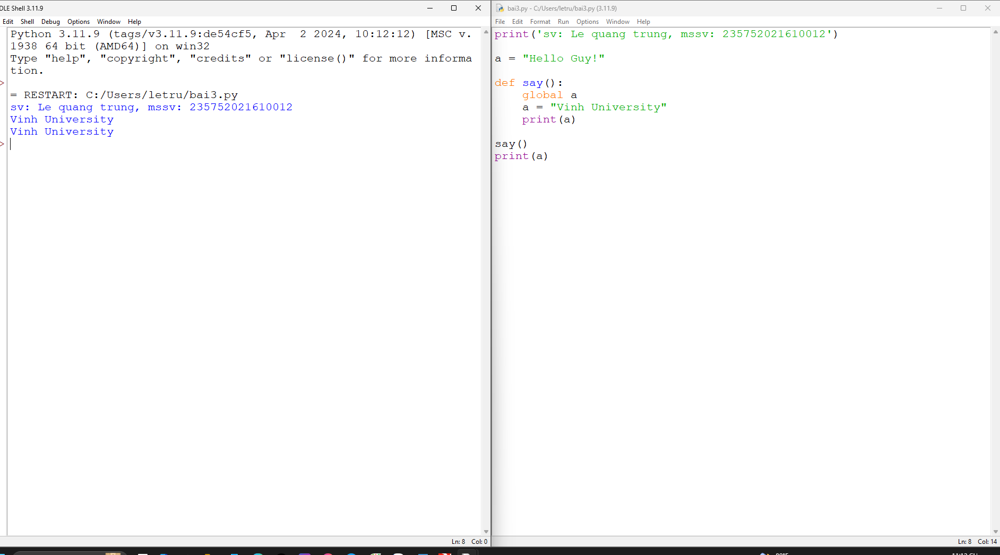 DLE Shell 3.11.9
Edit Shell Debug Options Window Help
Python 3.11.9 (tags/v3.11.9:de54cf5, Apr  2 2024, 10:12:12) [MSC v.
1938 64 bit (AMD64)] on win32
Type "help", "copyright", "credits" or "license()" for more informa
tion.
>
= RESTART: C:/Users/letru/bai3.py
sv: Le quang trung, mssv: 235752021610012
Vinh University
Vinh University
>
Ln: 8 Col: 0
bai3.py - C:/Users/letru/bai3.py (3.11.9)
File Edit Format Run Options Window Help
print('sv: Le quang trung, mssv: 235752021610012')
a = "Hello Guy!"
def say():
    global a
    a = "Vinh University"
    print(a)
say()
print(a)
Ln: 8 Col: 14